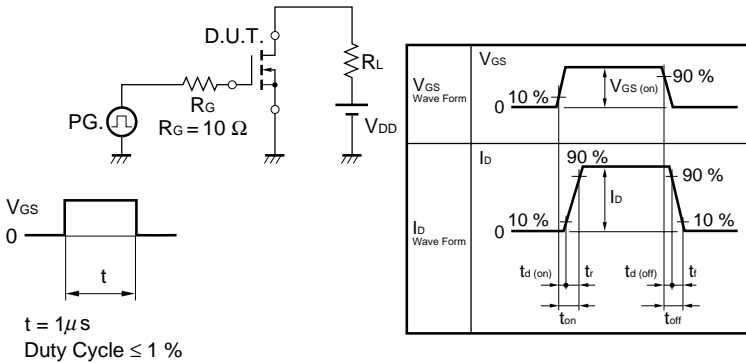 D.U.T.
RL
RG
PG.
RG = 10 Ω
VDD
VGS
0
t
t = 1μs
Duty Cycle ≤ 1 %
VGS
Wave Form
VGS
10 %
0
VGS (on)
90 %
ID
Wave Form
ID
90 %
90 %
10 %
0
ID
10 %
td (on)
tr
td (off)
tf
ton
toff